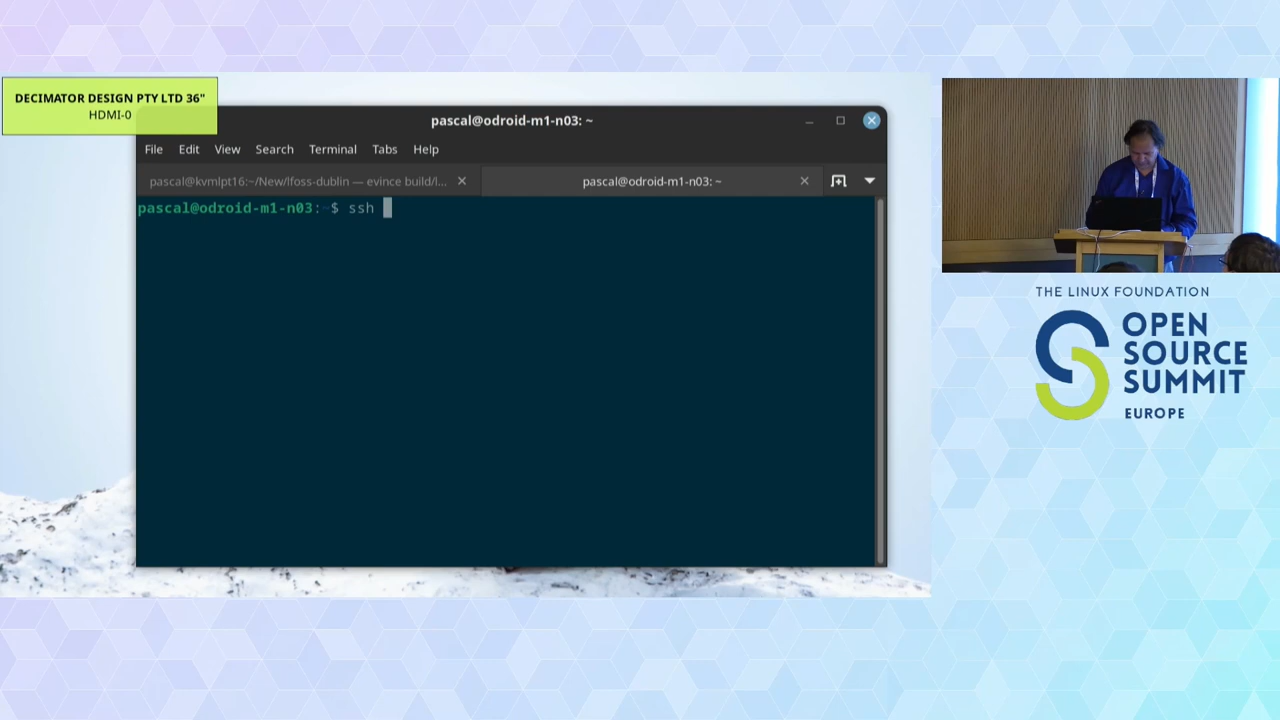 DECIMATOR DESIGN PTY LTD 36"
HDMI-0
pascal@odroid-m1-n03: ~
File Edit View Search Terminal Tabs Help
pascal@kvmlpt16:~/New/lfoss-dublin — evince build/l...
pascal@odroid-m1-n03: ~
pascal@odroid-m1-n03:~$ ssh
THE LINUX FOUNDATION
OPEN
SOURCE
SUMMIT
EUROPE